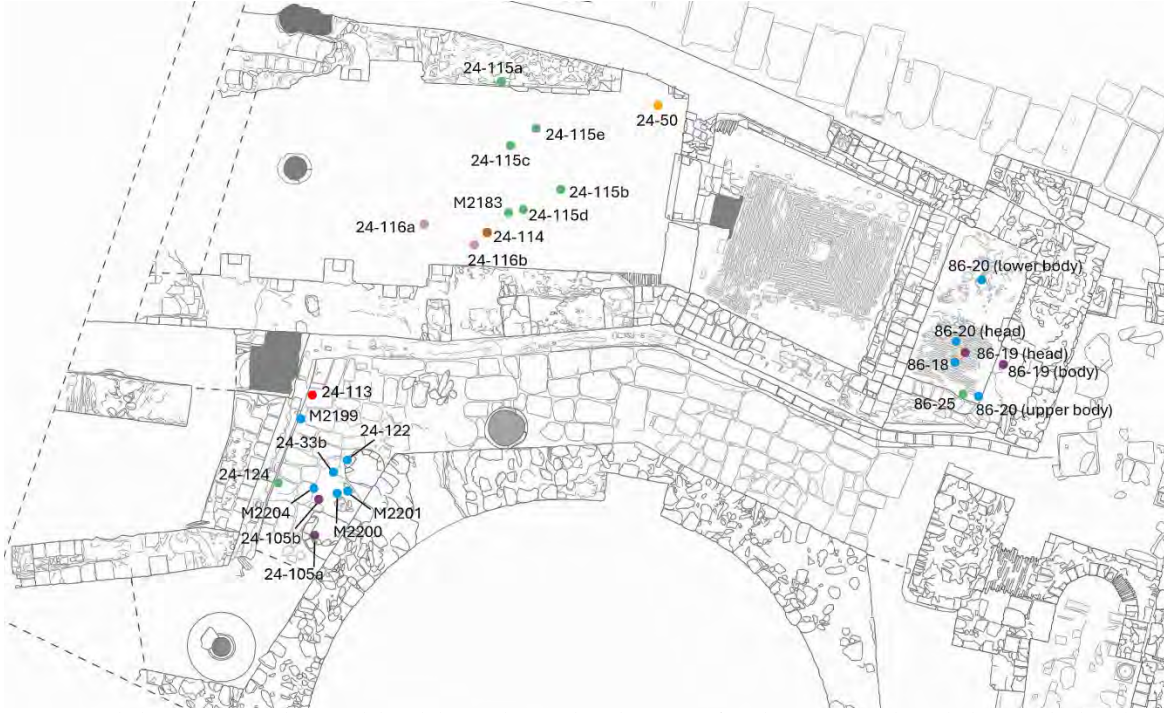 24-115a
24-50
24-115e
24-115c
24-115b
M2183
24-115d
24-116a
24-114
24-116b
86-20 (lower body)
86-20 (head)
86-19 (head)
86-18
86-19 (body)
86-25
86-20 (upper body)
24-113
M2199
24-122
24-33b
24-124
M2204
M2201
24-105b
M2200
24-105a